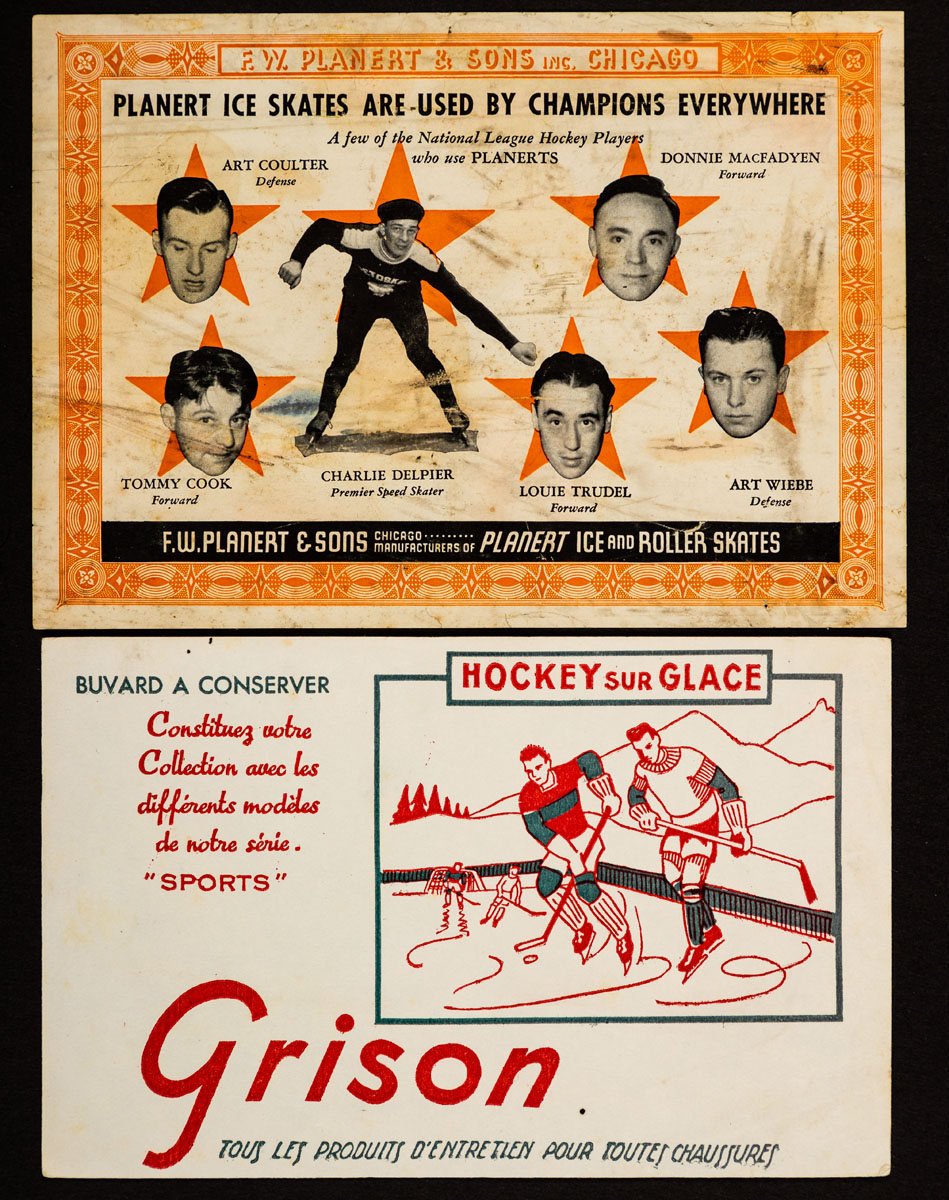 F.W. PLANERT & SONS INC. CHICAGO
PLANERT ICE SKATES ARE USED BY CHAMPIONS EVERYWHERE
A few of the National League Hockey Players
who use PLANERTS
ART COULTER
Defense
DONNIE MACFADYEN
Forward
TOMMY COOK
Forward
CHARLIE DELPIER
Premier Speed Skater
LOUIE TRUDEL
Forward
ART WIEBE
Defense
F.W. PLANERT & SONS CHICAGO ......... MANUFACTURERS OF PLANERT ICE AND ROLLER SKATES
BUVARD A CONSERVER
Constituez votre
Collection avec les
différents modèles
de notre série.
"SPORTS"
HOCKEY SUR GLACE
Grison
TOUS LES PRODUITS D'ENTRETIEN POUR TOUTES CHAUSSURES